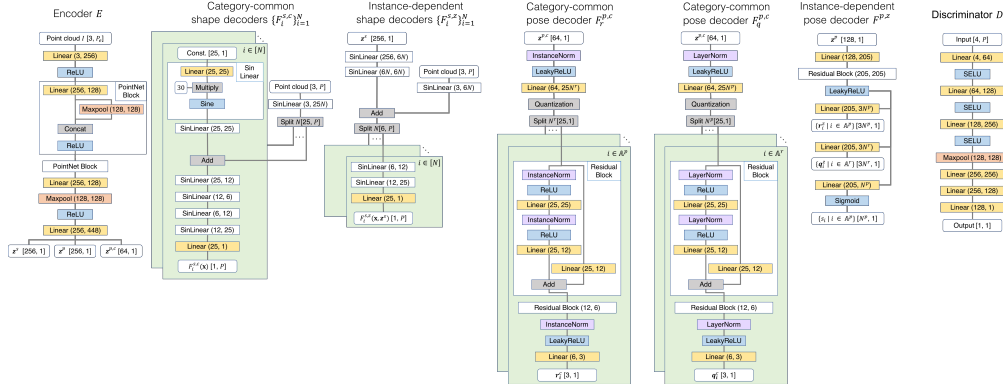 Encoder E
Point cloud I [3, P_e]
Linear (3, 256)
ReLU
Linear (256, 128)
PointNet
Block
Maxpool (128, 128)
Concat
ReLU
PointNet Block
Linear (256, 128)
Maxpool (128, 128)
ReLU
Linear (256, 448)
z^s [256, 1]
z^p [256, 1]
z^{p,c} [64, 1]
Category-common
shape decoders {F_i^{s,c}}_{i=1}^N
i ∈ [N]
Const. [25, 1]
Linear (25, 25)
Sin
Linear
30
Multiply
Sine
Point cloud [3, P]
SinLinear (3, 25N)
Split N[25, P]
...
SinLinear (25, 25)
Add
SinLinear (25, 25)
SinLinear (12, 6)
SinLinear (6, 12)
SinLinear (12, 25)
Linear (25, 1)
F_i^{s,c}(x) [1, P]
Instance-dependent
shape decoders {F_i^{s,z}}_{i=1}^N
z^s [256, 1]
SinLinear (256, 6N)
SinLinear (6N, 6N)
Point cloud [3, P]
SinLinear (3, 6N)
Add
Split N[6, P]
...
i ∈ [N]
SinLinear (6, 12)
SinLinear (12, 25)
Linear (25, 1)
F_i^{s,z}(x, z^s) [1, P]
Category-common
pose decoder F_r^{p,c}
z^{p,c} [64, 1]
InstanceNorm
LeakyReLU
Linear (64, 25N^r)
Quantization
Split N^r[25,1]
...
i ∈ A^p
InstanceNorm
Residual
Block
ReLU
Linear (25, 25)
InstanceNorm
ReLU
Linear (25, 12)
Linear (25, 12)
Add
Residual Block (12, 6)
InstanceNorm
LeakyReLU
Linear (6, 3)
r_i^c [3, 1]
Category-common
pose decoder F_q^{p,c}
z^{p,c} [64, 1]
LayerNorm
LeakyReLU
Linear (64, 25N^p)
Quantization
Split N^p[25,1]
...
i ∈ A^r
LayerNorm
Residual
Block
ReLU
Linear (25, 25)
LayerNorm
ReLU
Linear (25, 12)
Linear (25, 12)
Add
Residual Block (12, 6)
LayerNorm
LeakyReLU
Linear (6, 3)
q_i^c [3, 1]
Instance-dependent
pose decoder F^{p,z}
z^p [128, 1]
Linear (128, 205)
Residual Block (205, 205)
LeakyReLU
Linear (205, 3N^p)
{r_i^z | i ∈ A^p} [3N^p, 1]
Linear (205, 3N^r)
{q_i^z | i ∈ A^r} [3N^r, 1]
Linear (205, N^p)
Sigmoid
{s_i | i ∈ A^p} [N^p, 1]
Discriminator D
Input [4, P]
Linear (4, 64)
SELU
Linear (64, 128)
SELU
Linear (128, 256)
SELU
Maxpool (128, 128)
Linear (256, 256)
Linear (256, 128)
Linear (128, 1)
Output [1, 1]